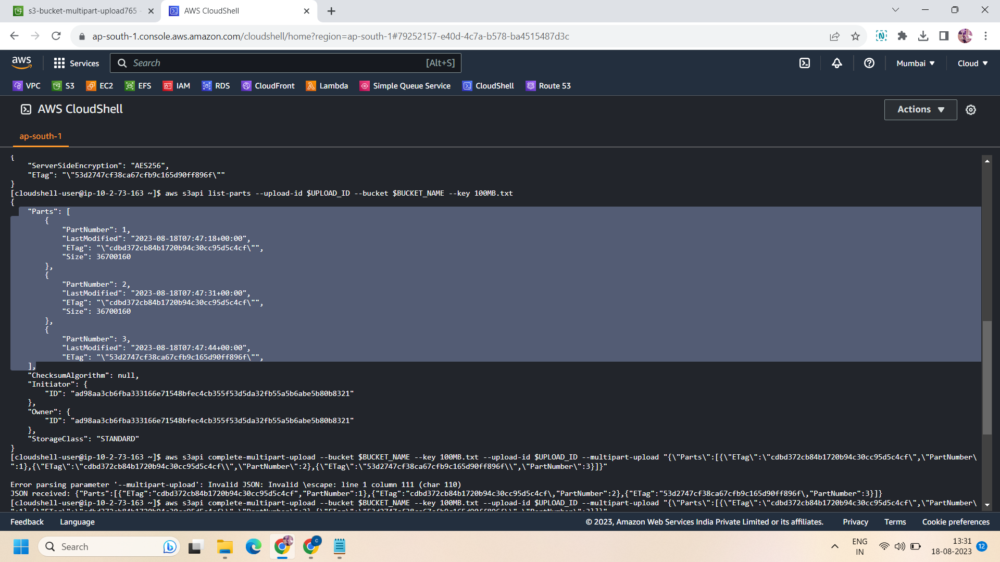 s3-bucket-multipart-upload765
AWS CloudShell
ap-south-1.console.aws.amazon.com/cloudshell/home?region=ap-south-1#79252157-e40d-4c7a-b578-ba4515487d3c
aws
Services
Search
[Alt+S]
Mumbai
Cloud
VPC
S3
EC2
EFS
IAM
RDS
CloudFront
Lambda
Simple Queue Service
CloudShell
Route 53
AWS CloudShell
Actions
ap-south-1
{
"ServerSideEncryption": "AES256",
"ETag": "\"53d2747cf38ca67cfb9c165d90ff896f\""
}
[cloudshell-user@ip-10-2-73-163 ~]$ aws s3api list-parts --upload-id $UPLOAD_ID --bucket $BUCKET_NAME --key 100MB.txt
{
"Parts": [
{
"PartNumber": 1,
"LastModified": "2023-08-18T07:47:18+00:00",
"ETag": "\"cdbd372cb84b1720b94c30cc95d5c4cf\"",
"Size": 36700160
},
{
"PartNumber": 2,
"LastModified": "2023-08-18T07:47:31+00:00",
"ETag": "\"cdbd372cb84b1720b94c30cc95d5c4cf\"",
"Size": 36700160
},
{
"PartNumber": 3,
"LastModified": "2023-08-18T07:47:44+00:00",
"ETag": "\"53d2747cf38ca67cfb9c165d90ff896f\"",
],
"ChecksumAlgorithm": null,
"Initiator": {
"ID": "ad98aa3cb6fba333166e71548bfec4cb355f53d5da32fb55a5b6abe5b80b8321"
},
"Owner": {
"ID": "ad98aa3cb6fba333166e71548bfec4cb355f53d5da32fb55a5b6abe5b80b8321"
},
"StorageClass": "STANDARD"
}
[cloudshell-user@ip-10-2-73-163 ~]$ aws s3api complete-multipart-upload --bucket $BUCKET_NAME --key 100MB.txt --upload-id $UPLOAD_ID --multipart-upload "{\"Parts\":[{\"ETag\":\"cdbd372cb84b1720b94c30cc95d5c4cf\",\"PartNumber\
":1},{\"ETag\":\"cdbd372cb84b1720b94c30cc95d5c4cf\\",\"PartNumber\":2},{\"ETag\":\"53d2747cf38ca67cfb9c165d90ff896f\\",\"PartNumber\":3}]}"
Error parsing parameter '--multipart-upload': Invalid JSON: Invalid \escape: line 1 column 111 (char 110)
JSON received: {"Parts":[{"ETag":"cdbd372cb84b1720b94c30cc95d5c4cf","PartNumber":1},{"ETag":"cdbd372cb84b1720b94c30cc95d5c4cf\,"PartNumber":2},{"ETag":"53d2747cf38ca67cfb9c165d90ff896f\,"PartNumber":3}]}
[cloudshell-user@ip-10-2-73-163 ~]$ aws s3api complete-multipart-upload --bucket $BUCKET_NAME --key 100MB.txt --upload-id $UPLOAD_ID --multipart-upload "{\"Parts\":[{\"ETag\":\"cdbd372cb84b1720b94c30cc95d5c4cf\",\"PartNumber\
Feedback
Language
© 2023, Amazon Web Services India Private Limited or its affiliates.
Privacy
Terms
Cookie preferences
Search
ENG
IN
13:31
18-08-2023
12